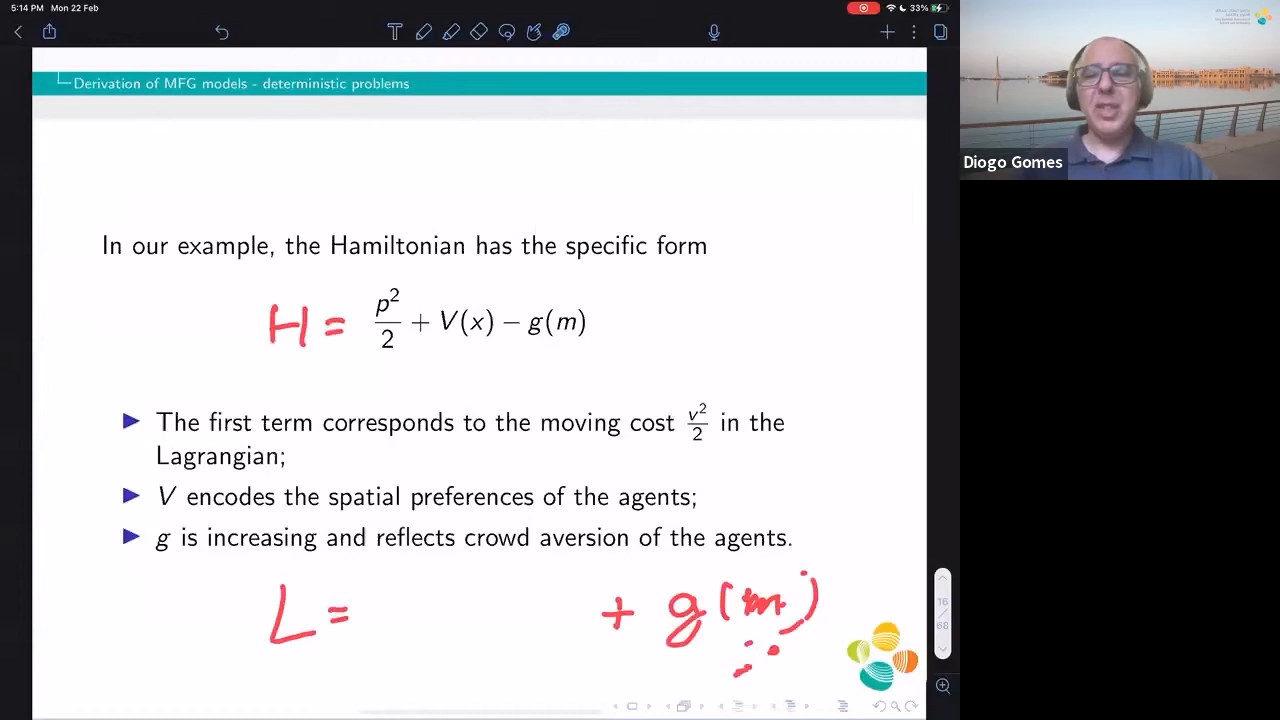 5:14 PM Mon 22 Feb
33%
Derivation of MFG models - deterministic problems
Diogo Gomes
In our example, the Hamiltonian has the specific form
H = p²/2 + V(x) − g(m)
The first term corresponds to the moving cost v²/2 in the
Lagrangian;
V encodes the spatial preferences of the agents;
g is increasing and reflects crowd aversion of the agents.
L = + g(m)
16
/
68